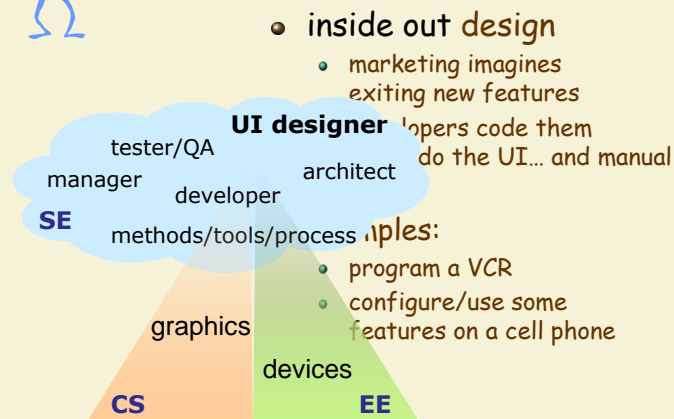 inside out design
marketing imagines
exiting new features
lopers code them
do the UI... and manual
ples:
program a VCR
configure/use some
features on a cell phone
UI designer
tester/QA
architect
manager
developer
SE
methods/tools/process
graphics
devices
CS
EE